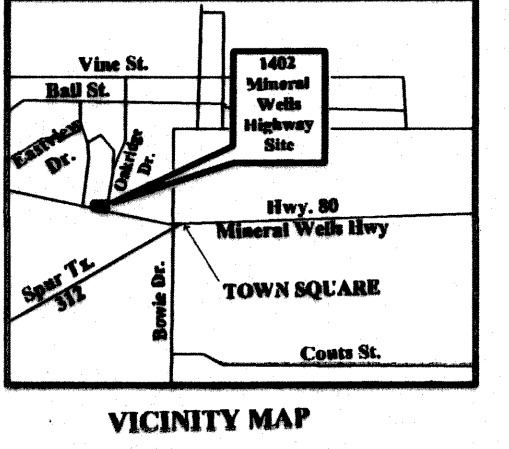 Vine St.
Ball St.
1402
Mineral
Wells
Highway
Site
Eastview
Dr.
Oakridge
Dr.
Hwy. 80
Mineral Wells Hwy
Spur Tx.
312
Bowie Dr.
TOWN SQUARE
Couts St.
VICINITY MAP